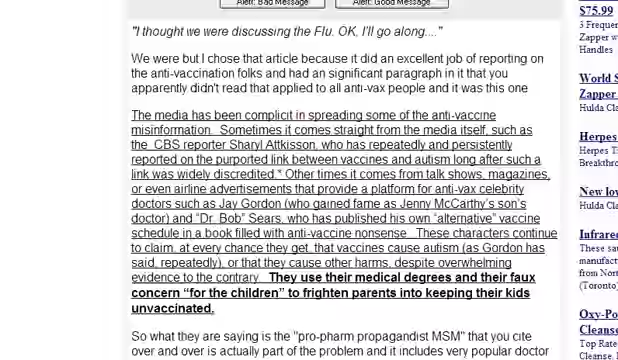 Alert: Bad Message Alert: Good Message
"I thought we were discussing the Flu. OK, I'll go along...."
We were but I chose that article because it did an excellent job of reporting on
the anti-vaccination folks and had an significant paragraph in it that you
apparently didn't read that applied to all anti-vax people and it was this one
The media has been complicit in spreading some of the anti-vaccine
misinformation. Sometimes it comes straight from the media itself, such as
the CBS reporter Sharyl Attkisson, who has repeatedly and persistently
reported on the purported link between vaccines and autism long after such a
link was widely discredited.* Other times it comes from talk shows, magazines,
or even airline advertisements that provide a platform for anti-vax celebrity
doctors such as Jay Gordon (who gained fame as Jenny McCarthy's son's
doctor) and "Dr. Bob" Sears, who has published his own "alternative" vaccine
schedule in a book filled with anti-vaccine nonsense. These characters continue
to claim, at every chance they get, that vaccines cause autism (as Gordon has
said, repeatedly), or that they cause other harms, despite overwhelming
evidence to the contrary. They use their medical degrees and their faux
concern "for the children" to frighten parents into keeping their kids
unvaccinated.
So what they are saying is the "pro-pharm propagandist MSM" that you cite
over and over is actually part of the problem and it includes very popular doctor
$75.99
3 Frequen
Zapper w
Handles
World S
Zapper
Hulda Cla
Herpes
Herpes T
Breakthro
New lov
Hulda Cla
Infrare
These sau
manufact
from Nort
(Toronto)
Oxy-Po
Cleanse
Top Rate
Cleanse,